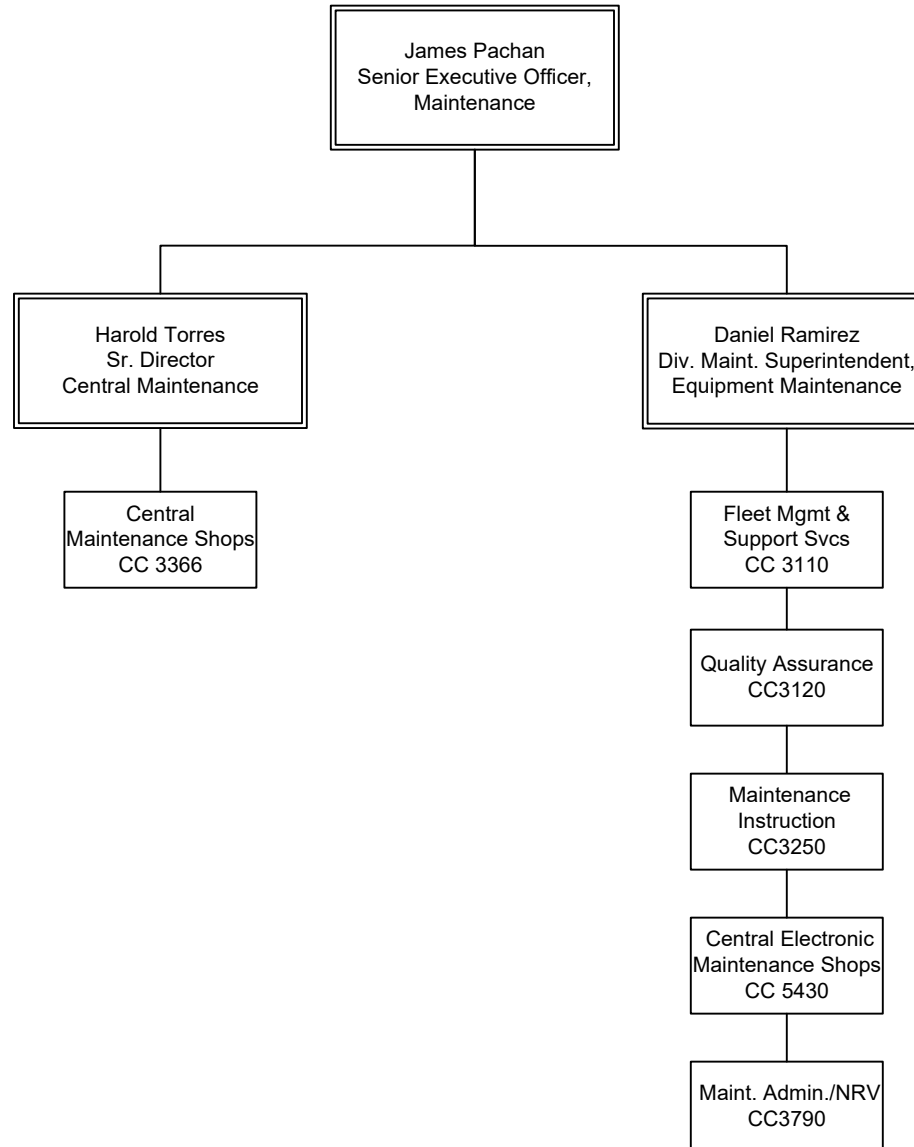 James Pachan
Senior Executive Officer,
Maintenance
Harold Torres
Sr. Director
Central Maintenance
Daniel Ramirez
Div. Maint. Superintendent,
Equipment Maintenance
Central
Maintenance Shops
CC 3366
Fleet Mgmt &
Support Svcs
CC 3110
Quality Assurance
CC3120
Maintenance
Instruction
CC3250
Central Electronic
Maintenance Shops
CC 5430
Maint. Admin./NRV
CC3790